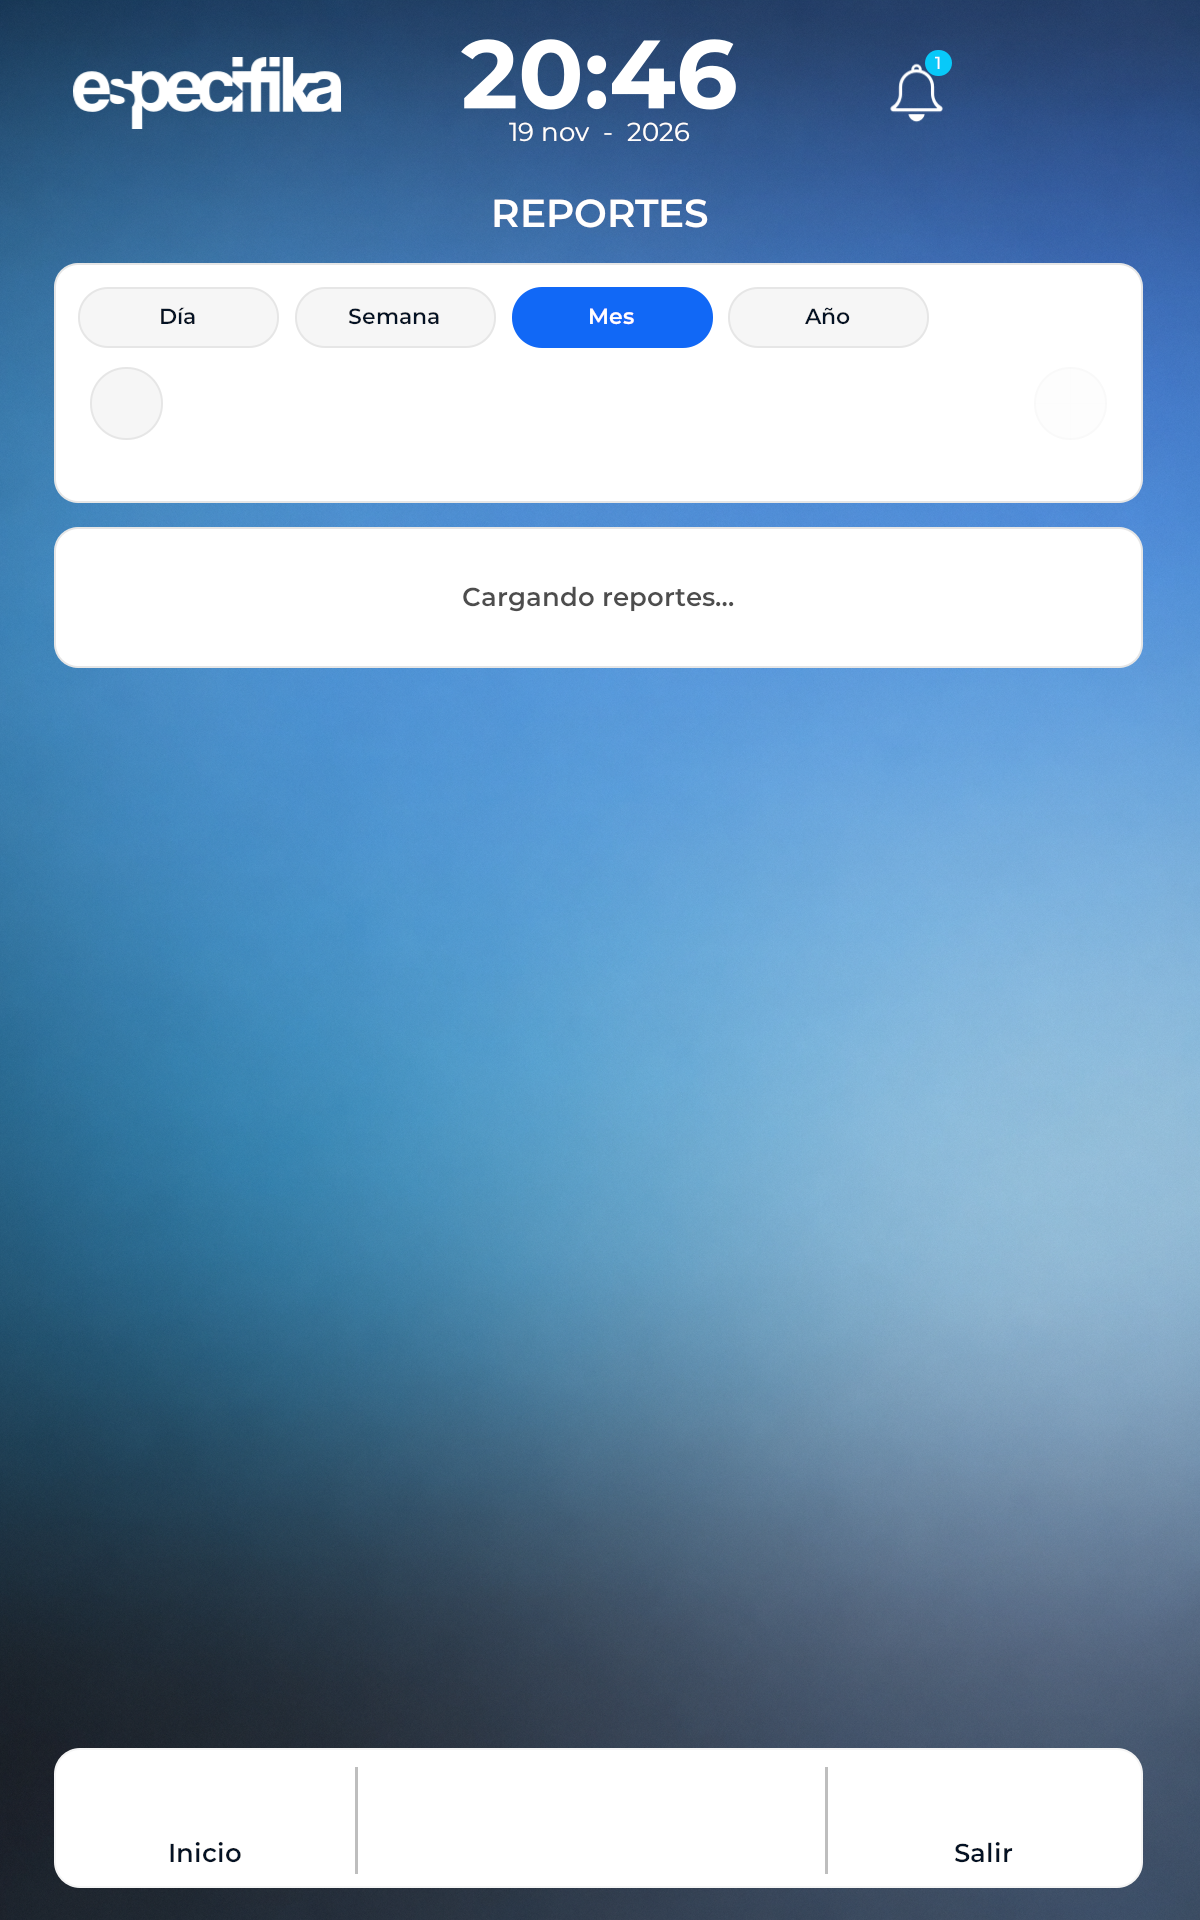 especifika
20:46
1
19 nov - 2026
REPORTES
Día
Semana
Mes
Año
Cargando reportes...
Inicio
Salir